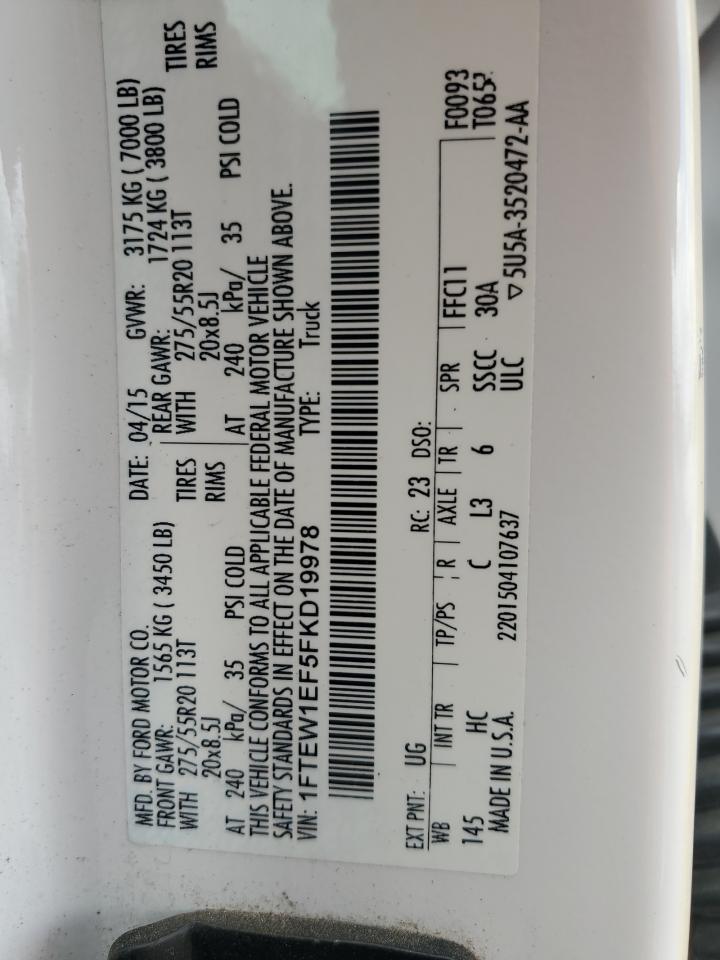 MFD. BY FORD MOTOR CO. DATE: 04/15 GVWR: 3175 KG ( 7000 LB)
FRONT GAWR: 1565 KG ( 3450 LB) REAR GAWR: 1724 KG ( 3800 LB)
WITH 275/55R20 113T TIRES WITH 275/55R20 113T TIRES
20x8.5J RIMS 20x8.5J RIMS
AT 240 kPa/ 35 PSI COLD AT 240 kPa/ 35 PSI COLD
THIS VEHICLE CONFORMS TO ALL APPLICABLE FEDERAL MOTOR VEHICLE
SAFETY STANDARDS IN EFFECT ON THE DATE OF MANUFACTURE SHOWN ABOVE.
VIN: 1FTEW1EF5FKD19978 TYPE: Truck
EXT PNT: UG RC: 23 DSO: F0093
WB INT TR TP/PS R AXLE TR SPR FFC11 T0652
145 HC C L3 6 SSCC 30A
MADE IN U.S.A. 2201504107637 ULC ▽5U5A-3520472-AA